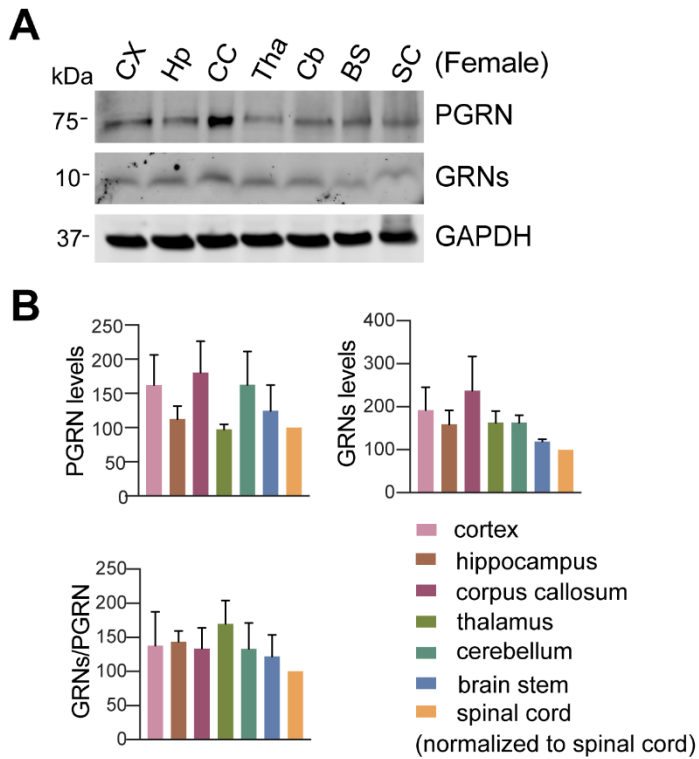 A
kDa CX Hp CC Tha Cb BS SC (Female)
75- PGRN
10- GRNs
37- GAPDH
B
PGRN levels
250
200
150
100
50
0
GRNs levels
400
300
200
100
0
GRNs/PGRN
250
200
150
100
50
0
cortex
hippocampus
corpus callosum
thalamus
cerebellum
brain stem
spinal cord
(normalized to spinal cord)